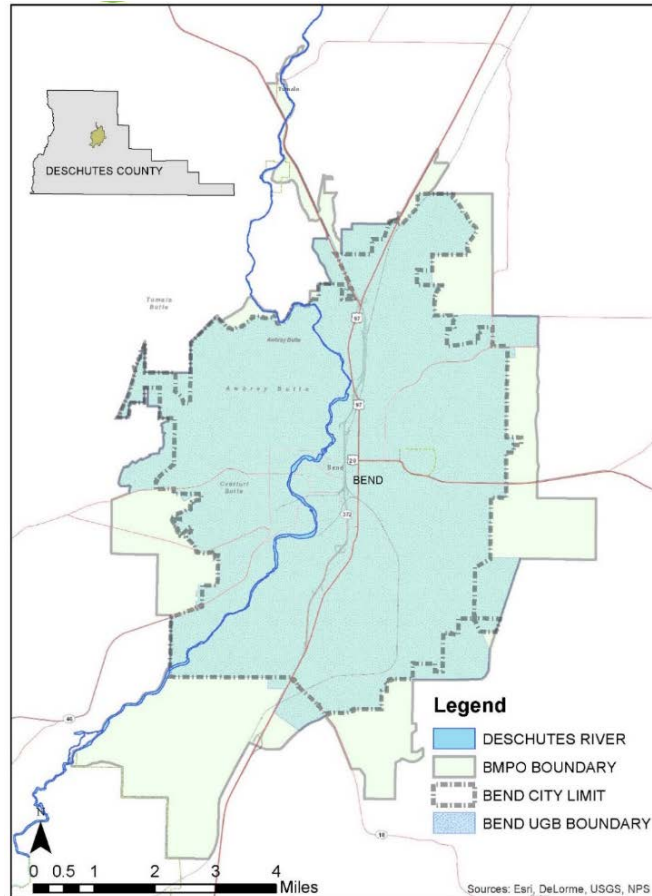 Tumalo
DESCHUTES COUNTY
Tumalo
Butte
97
Awbrey Butte
Awbrey Butte
97
20
Bend
BEND
Overturf
Butte
372
Legend
DESCHUTES RIVER
46
BMPO BOUNDARY
BEND CITY LIMIT
N
BEND UGB BOUNDARY
0 0.5 1 2 3 4
Miles
Sources: Esri, DeLorme, USGS, NPS